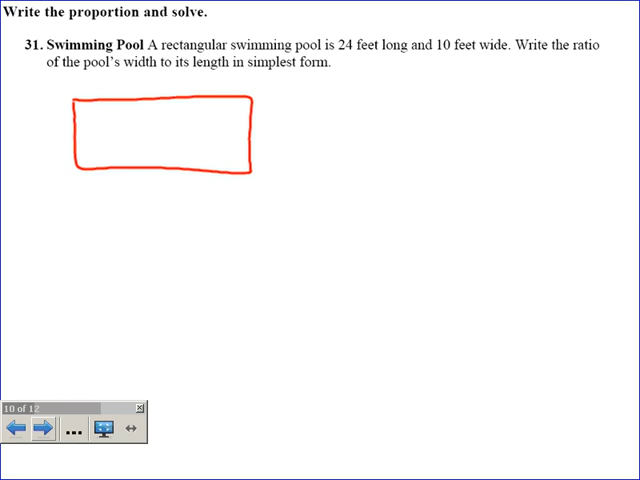 Write the proportion and solve.
31. Swimming Pool A rectangular swimming pool is 24 feet long and 10 feet wide. Write the ratio
of the pool's width to its length in simplest form.
10 of 12
...